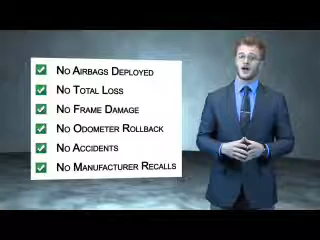 No Airbags Deployed
No Total Loss
No Frame Damage
No Odometer Rollback
No Accidents
No Manufacturer Recalls